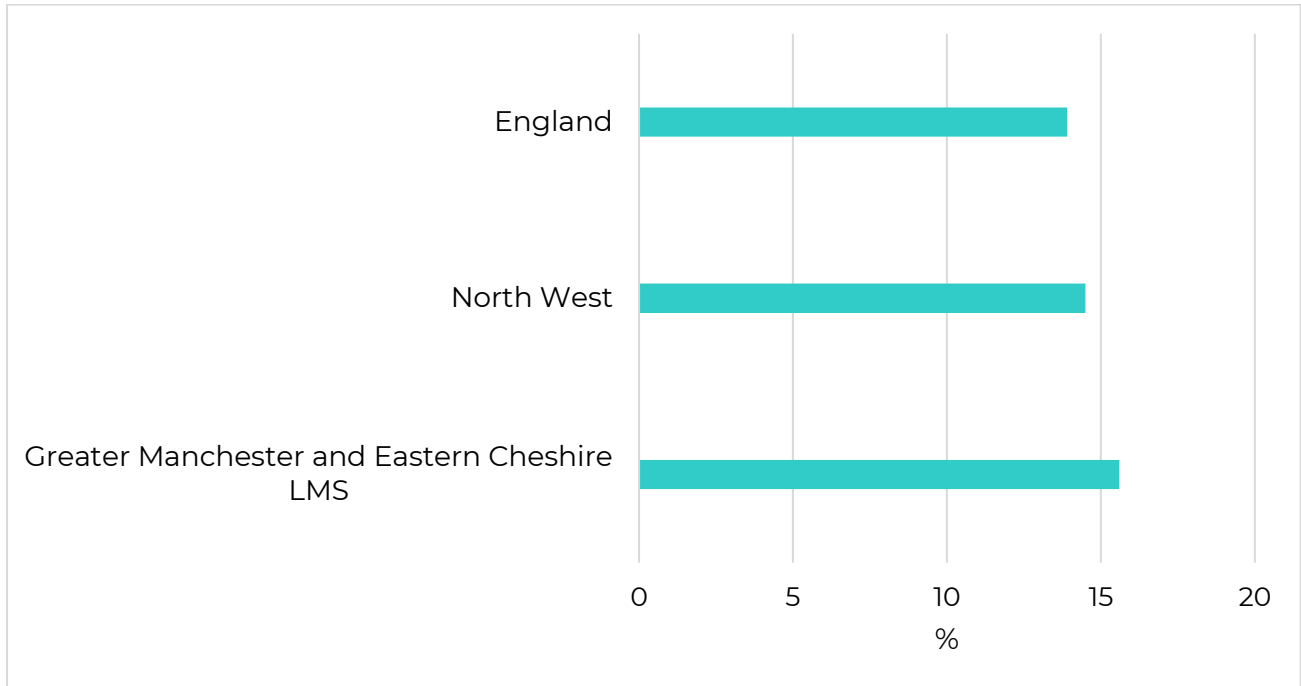 England
North West
Greater Manchester and Eastern Cheshire
LMS
0 5 10 15 20
%